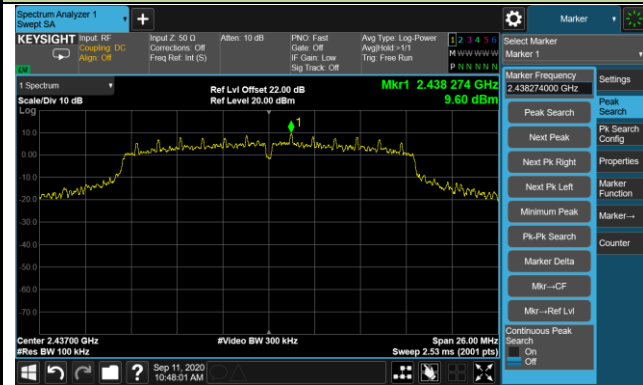 Spectrum Analyzer 1
Swept SA
Marker
KEYSIGHT
Input: RF
Coupling: DC
Align: Off
Input Z: 50 Ω
Corrections: Off
Freq Ref: Int (S)
Atten: 10 dB
PNO: Fast
Gate: Off
IF Gain: Low
Sig Track: Off
Avg Type: Log-Power
Avg|Hold:>1/1
Trig: Free Run
1 2 3 4 5 6
M W W W W W
P N N N N N
Select Marker
Marker 1
1 Spectrum
Scale/Div 10 dB
Log
Ref Lvl Offset 22.00 dB
Ref Level 20.00 dBm
Mkr1 2.438 274 GHz
9.60 dBm
1
10.0
0.00
-10.0
-20.0
-30.0
-40.0
-50.0
-60.0
-70.0
Center 2.43700 GHz
#Res BW 100 kHz
#Video BW 300 kHz
Span 26.00 MHz
Sweep 2.53 ms (2001 pts)
Marker Frequency
2.438274000 GHz
Peak Search
Next Peak
Next Pk Right
Next Pk Left
Minimum Peak
Pk-Pk Search
Marker Delta
Mkr→CF
Mkr→Ref Lvl
Continuous Peak
Search
On
Off
Settings
Peak
Search
Pk Search
Config
Properties
Marker
Function
Marker→
Counter
Sep 11, 2020
10:48:01 AM